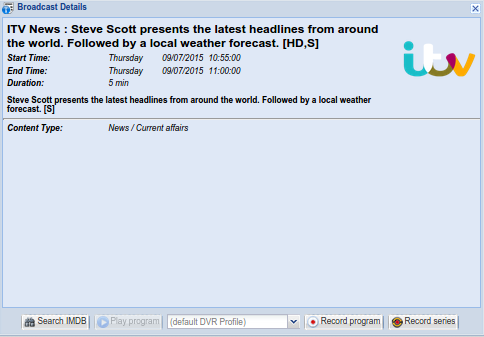 Broadcast Details
ITV News : Steve Scott presents the latest headlines from around
the world. Followed by a local weather forecast. [HD,S]
Start Time: Thursday 09/07/2015 10:55:00
End Time: Thursday 09/07/2015 11:00:00
Duration: 5 min
itv
Steve Scott presents the latest headlines from around the world. Followed by a local weather
forecast. [S]
Content Type: News / Current affairs
Search IMDB Play program (default DVR Profile) Record program Record series